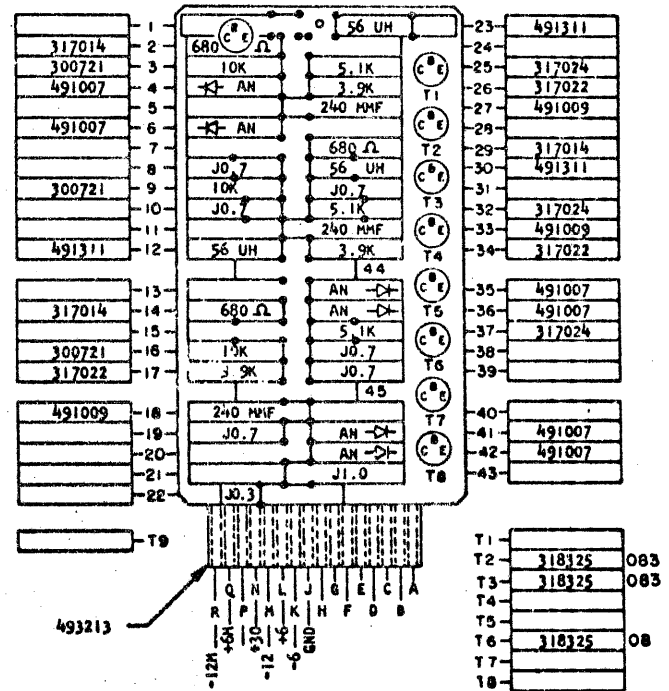 1 56 UH 23 491311
317014 2 680 Ω 24
300721 3 10K 5.1K 25 317024
491007 4 AN 3.9K 26 317022
5 240 MMF 27 491009
491007 6 AN 28
7 680 Ω 29 317014
8 J0.7 56 UH 30 491311
300721 9 10K J0.7 31
10 J0.7 5.1K 32 317024
11 240 MMF 33 491009
491311 12 56 UH 3.9K 34 317022
44
13 AN 35 491007
317014 14 680 Ω AN 36 491007
15 5.1K 37 317024
300721 16 10K J0.7 38
317022 17 3.9K J0.7 39
45
491009 18 240 MMF 40
19 J0.7 AN 41 491007
20 AN 42 491007
21 J1.0 43
22 J0.3
C B E
C B E T1
C B E T2
C B E T3
C B E T4
C B E T5
C B E T6
C B E T7
C B E T8
T9
493213
R Q P N M L K J H G F E D C B A
-12M +6M +30 -12 +6 -6 GND
T1
T2 318325 083
T3 318325 083
T4
T5
T6 318325 08
T7
T8